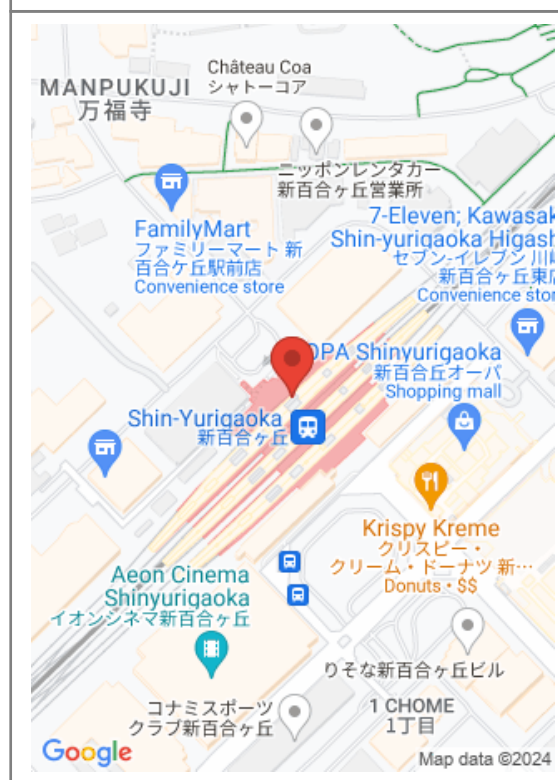 Château Coa
シャトーコア
MANPUKUJI
万福寺
ニッポンレンタカー
新百合ヶ丘営業所
FamilyMart
ファミリーマート 新
百合ケ丘駅前店
Convenience store
7-Eleven; Kawasak
Shin-yurigaoka Higash
セブン-イレブン 川崎
新百合ヶ丘東店
Convenience stor
OPA Shinyurigaoka
新百合丘オーパ
Shopping mall
Shin-Yurigaoka
新百合ヶ丘
Krispy Kreme
クリスピー・
クリーム・ドーナツ 新…
Donuts・$$
Aeon Cinema
Shinyurigaoka
イオンシネマ新百合ヶ丘
りそな新百合ヶ丘ビル
コナミスポーツ
クラブ新百合ヶ丘
1 CHOME
1丁目
Google
Map data ©2024